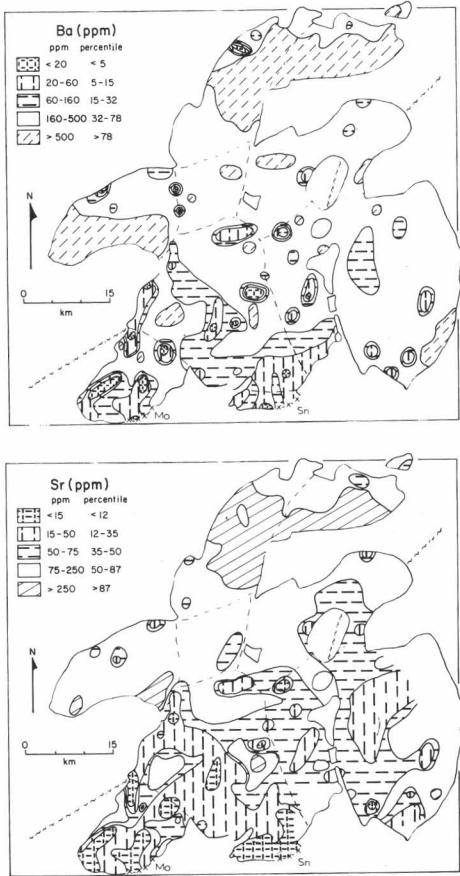 Ba (ppm)
ppm percentile
<20 <5
20-60 5-15
60-160 15-32
160-500 32-78
>500 >78
N
0 15
km
Mo
Sn
Sr (ppm)
ppm percentile
<15 <12
15-50 12-35
50-75 35-50
75-250 50-87
>250 >87
N
0 15
km
Mo
Sn